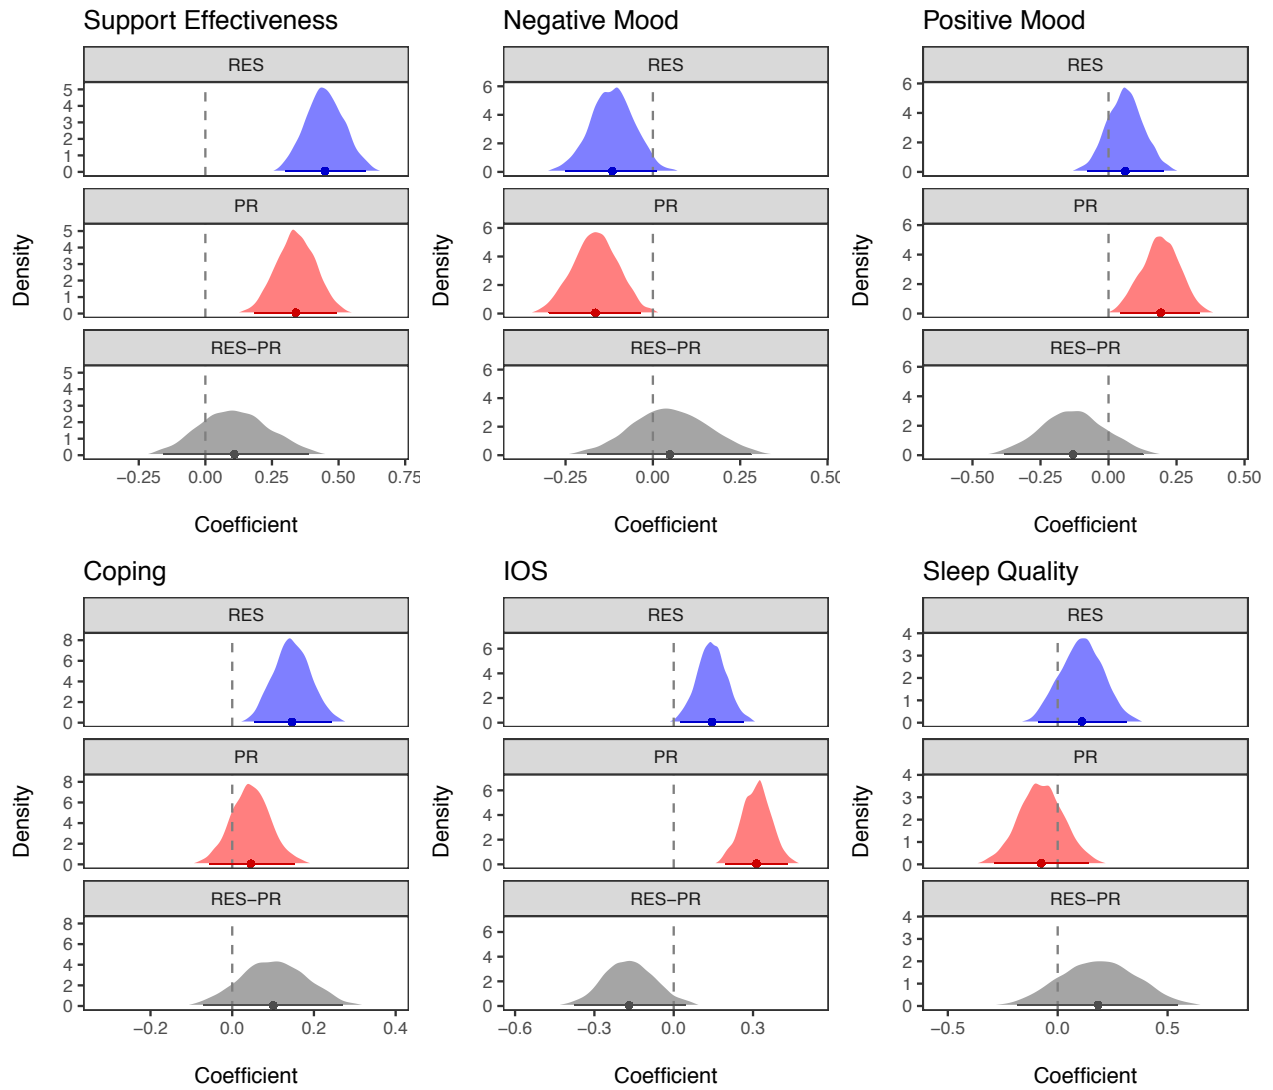 Support Effectiveness
RES
5
4
3
2
1
0
PR
5
4
3
2
1
0
RES−PR
5
4
3
2
1
0
−0.25 0.00 0.25 0.50 0.75
Density
Coefficient
Negative Mood
RES
6
4
2
0
PR
6
4
2
0
RES−PR
6
4
2
0
−0.25 0.00 0.25 0.50
Density
Coefficient
Positive Mood
RES
6
4
2
0
PR
6
4
2
0
RES−PR
6
4
2
0
−0.50 −0.25 0.00 0.25 0.50
Density
Coefficient
Coping
RES
8
6
4
2
0
PR
8
6
4
2
0
RES−PR
8
6
4
2
0
−0.2 0.0 0.2 0.4
Density
Coefficient
IOS
RES
6
4
2
0
PR
6
4
2
0
RES−PR
6
4
2
0
−0.6 −0.3 0.0 0.3
Density
Coefficient
Sleep Quality
RES
4
3
2
1
0
PR
4
3
2
1
0
RES−PR
4
3
2
1
0
−0.5 0.0 0.5
Density
Coefficient